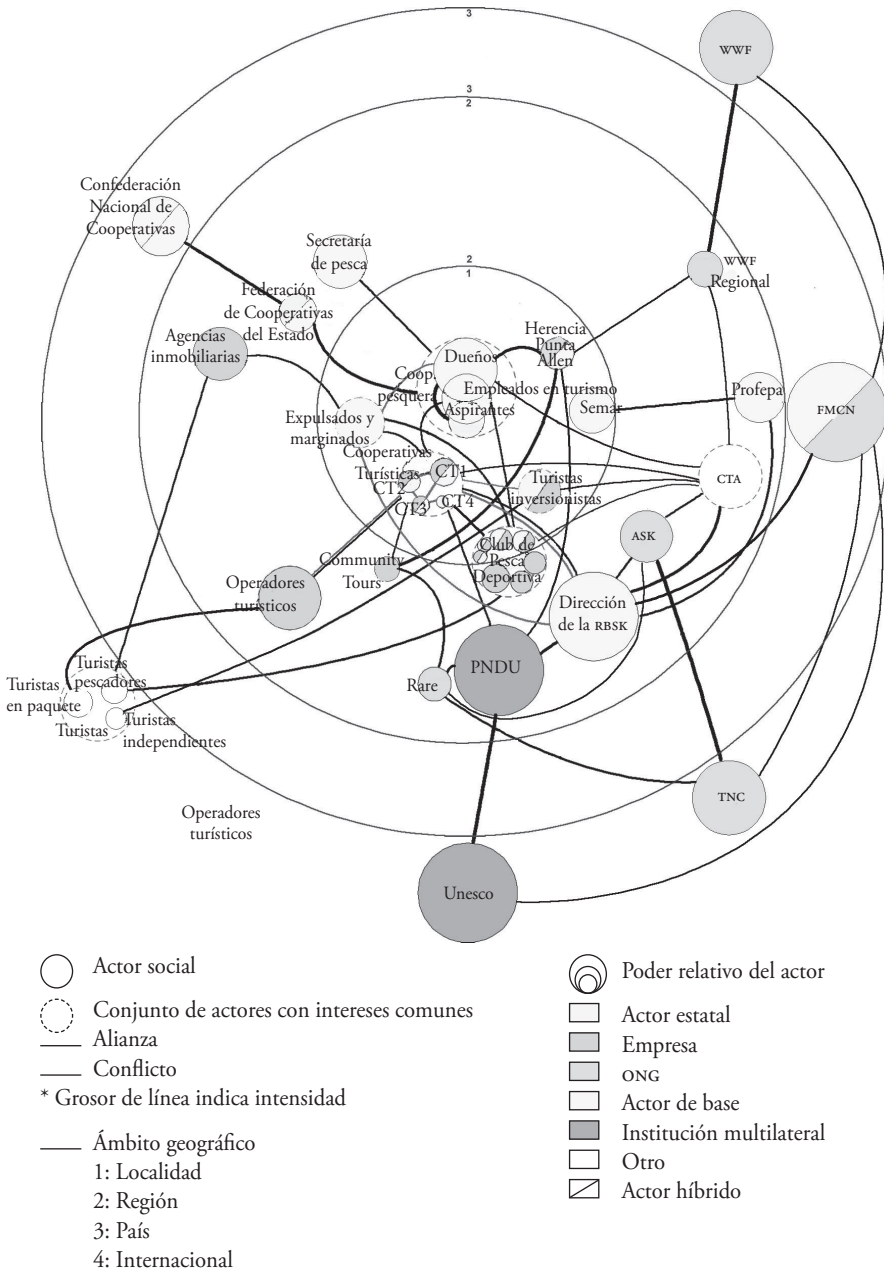 3
WWF
3
2
Confederación
Nacional de
Cooperativas
Secretaría
de pesca
2
1
WWF
Regional
Federación
de Cooperativas
del Estado
Agencias
inmobiliarias
Herencia
Punta
Allen
Dueños
Coop.
pesquera
Empleados en turismo
Aspirantes
Semar
Profepa
FMCN
Expulsados y
marginados
Cooperativas
Turísticas
CT1
CT2
CT3
CT4
Turistas
inversionistas
CTA
ASK
Club de
Pesca
Deportiva
Community
Tours
Operadores
turísticos
Dirección
de la RBSK
PNDU
Rare
Turistas
pescadores
Turistas
en paquete
Turistas
Turistas
independientes
TNC
Operadores
turísticos
Unesco
Actor social
Conjunto de actores con intereses comunes
Alianza
Conflicto
* Grosor de línea indica intensidad
Ámbito geográfico
1: Localidad
2: Región
3: País
4: Internacional
Poder relativo del actor
Actor estatal
Empresa
ONG
Actor de base
Institución multilateral
Otro
Actor híbrido